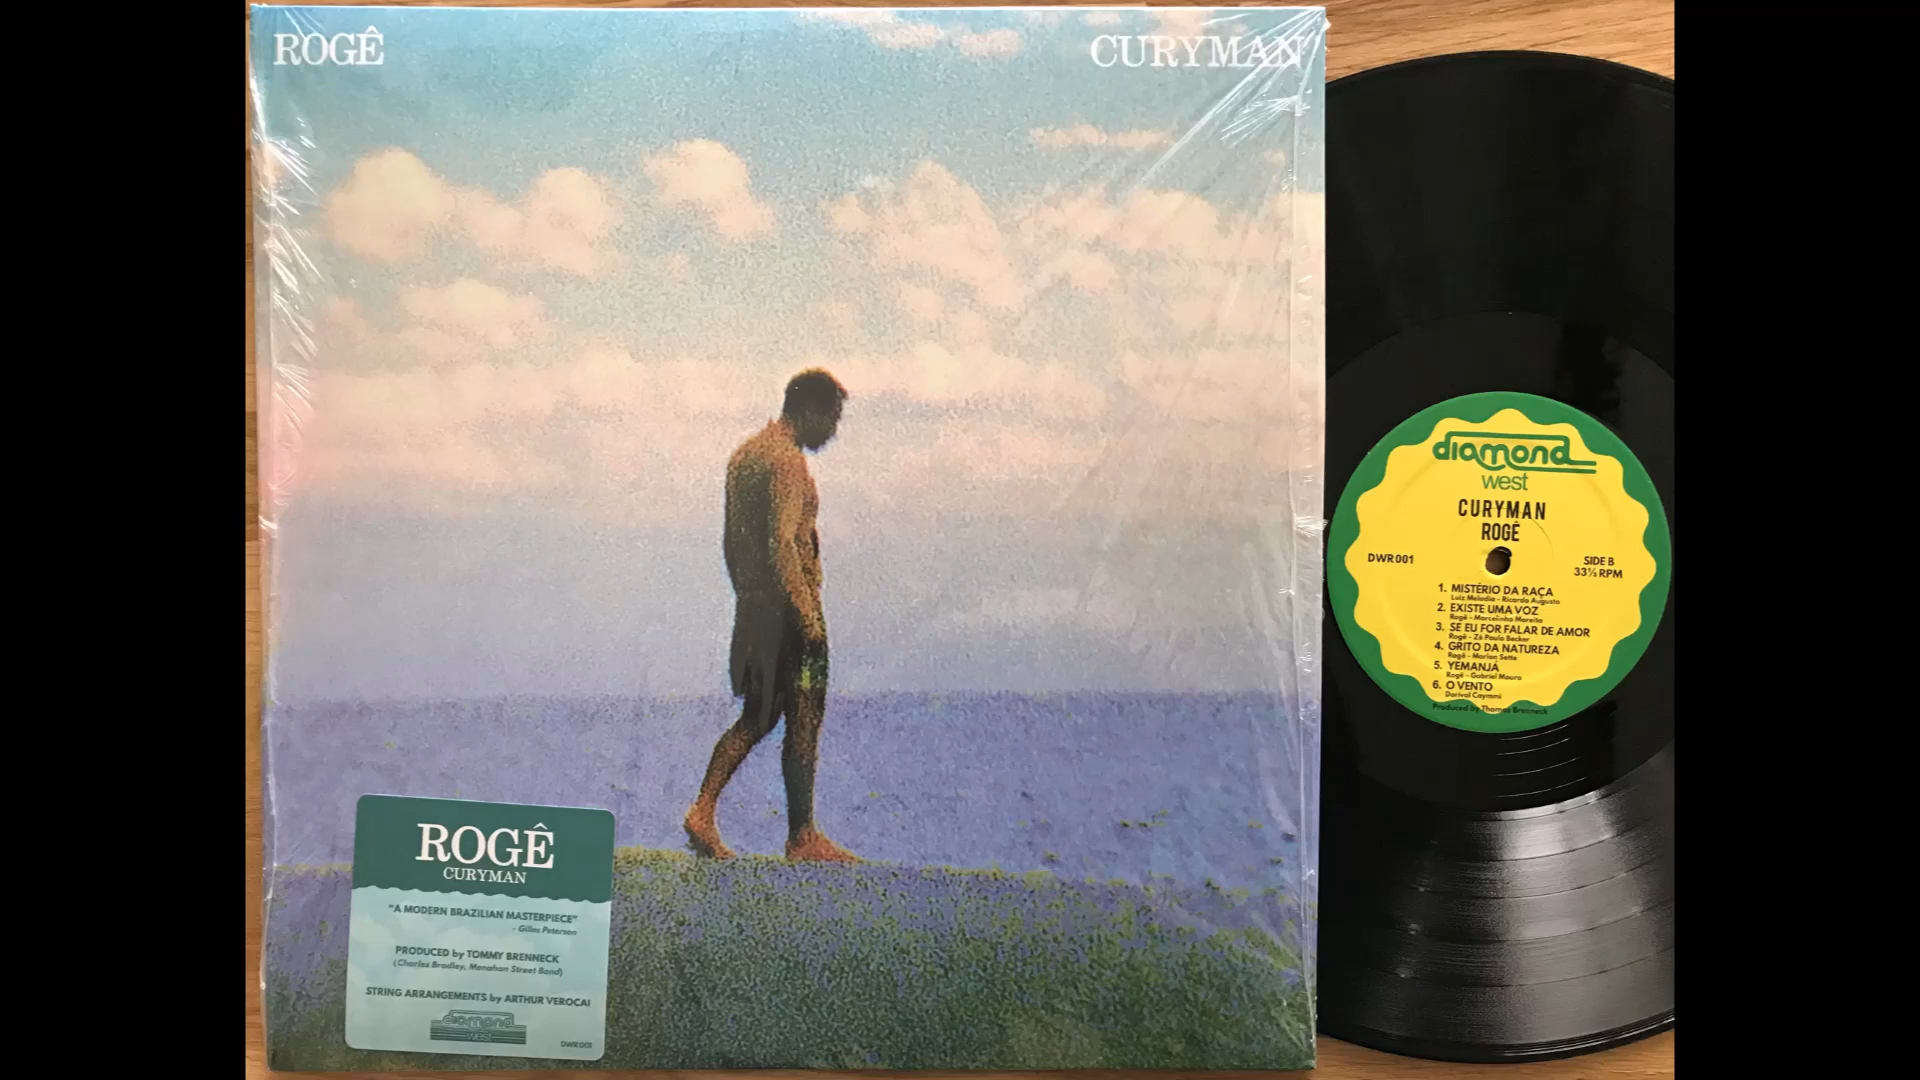 ROGÊ
CURYMAN
ROGÊ
CURYMAN
"A MODERN BRAZILIAN MASTERPIECE"
- Gilles Peterson
PRODUCED by TOMMY BRENNECK
(Charles Bradley, Menahan Street Band)
STRING ARRANGEMENTS by ARTHUR VEROCAI
diamond
west
DWR001
diamond
west
CURYMAN
ROGÊ
DWR001
SIDE B
33⅓ RPM
1. MISTÉRIO DA RAÇA
Luiz Melodia - Ricardo Augusto
2. EXISTE UMA VOZ
Rogê - Marcelinho Moreira
3. SE EU FOR FALAR DE AMOR
Rogê - Zé Paulo Becker
4. GRITO DA NATUREZA
Rogê - Marlon Sette
5. YEMANJÁ
Rogê - Gabriel Moura
6. O VENTO
Dorival Caymmi
Produced by Thomas Brenneck